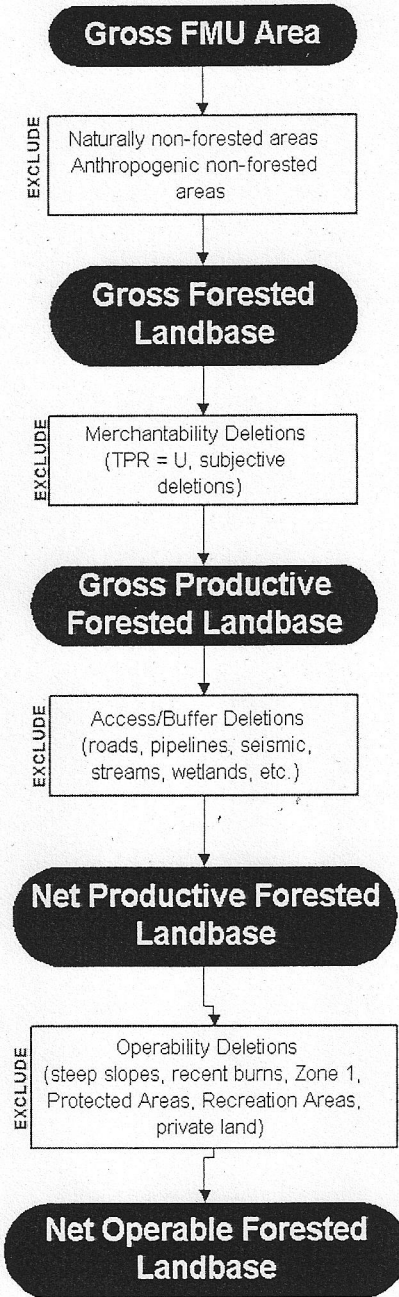 Gross FMU Area
EXCLUDE
Naturally non-forested areas
Anthropogenic non-forested
areas
Gross Forested
Landbase
EXCLUDE
Merchantability Deletions
(TPR = U, subjective
deletions)
Gross Productive
Forested Landbase
EXCLUDE
Access/Buffer Deletions
(roads, pipelines, seismic,
streams, wetlands, etc.)
Net Productive Forested
Landbase
EXCLUDE
Operability Deletions
(steep slopes, recent burns, Zone 1,
Protected Areas, Recreation Areas,
private land)
Net Operable Forested
Landbase